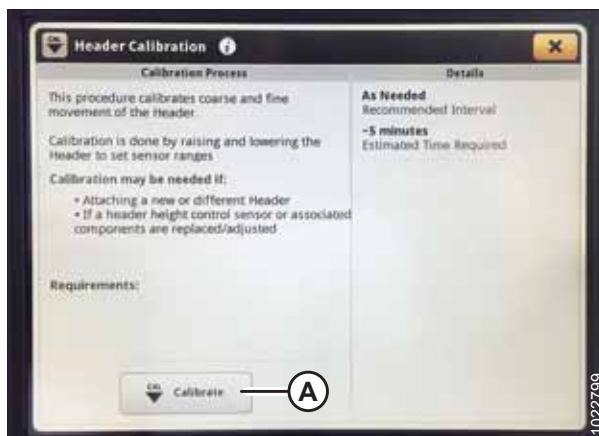 CAL
Header Calibration i
Calibration Process
Details
This procedure calibrates coarse and fine
movement of the Header.
Calibration is done by raising and lowering the
Header to set sensor ranges
Calibration may be needed if:
• Attaching a new or different Header
• If a header height control sensor or associated
components are replaced/adjusted
Requirements:
As Needed
Recommended Interval
~5 minutes
Estimated Time Required
CAL
Calibrate
A
1022799